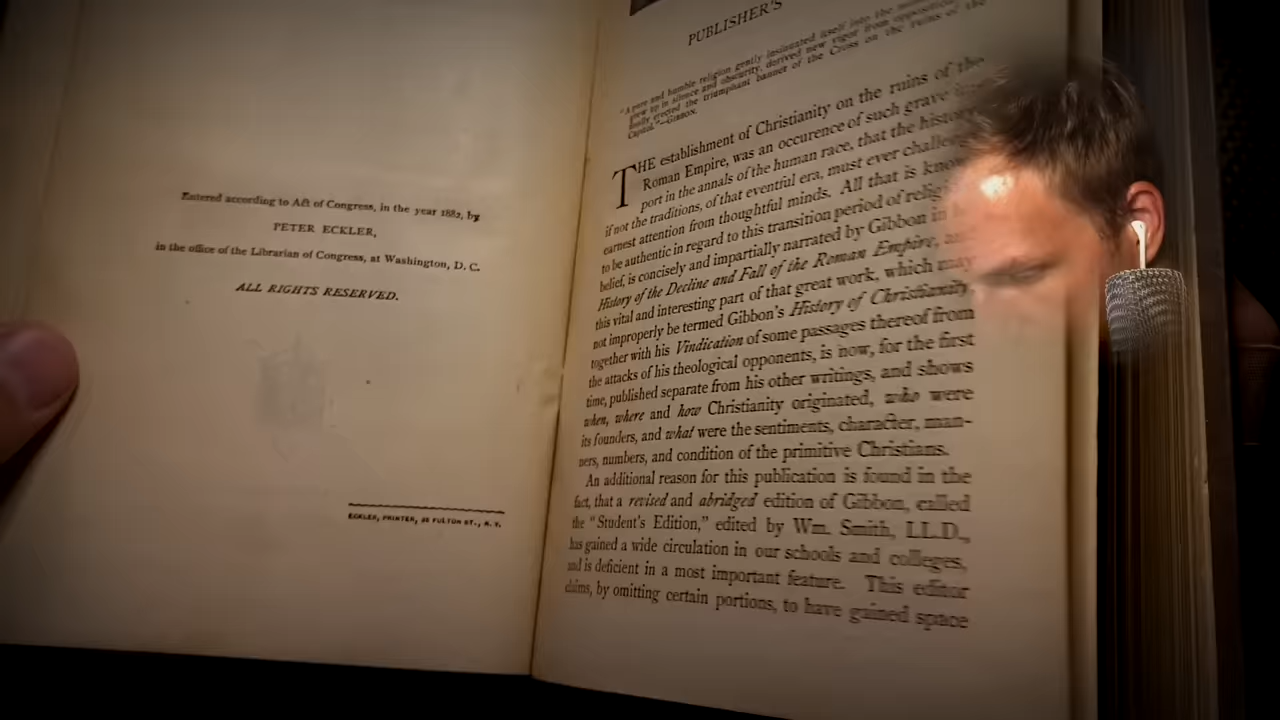 Entered according to Act of Congress, in the year 1882, by
PETER ECKLER,
in the office of the Librarian of Congress, at Washington, D. C.
ALL RIGHTS RESERVED.
ECKLER, PRINTER, 35 FULTON ST., N. Y.
PUBLISHER'S
"A pure and humble religion gently insinuated itself into the
grew up in silence and obscurity, derived new vigor from opposition,
finally erected the triumphant banner of the Cross on the ruins of the
Capitol."—GIBBON.
THE establishment of Christianity on the ruins of the
Roman Empire, was an occurence of such grave
port in the annals of the human race, that the history,
if not the traditions, of that eventful era, must ever challenge
earnest attention from thoughtful minds. All that is known
to be authentic in regard to this transition period of religious
belief, is concisely and impartially narrated by Gibbon in
History of the Decline and Fall of the Roman Empire,
this vital and interesting part of that great work, which may
not improperly be termed Gibbon's History of Christianity,
together with his Vindication of some passages thereof from
the attacks of his theological opponents, is now, for the first
time, published separate from his other writings, and shows
when, where and how Christianity originated, who were
its founders, and what were the sentiments, character, man-
ners, numbers, and condition of the primitive Christians.
An additional reason for this publication is found in the
fact, that a revised and abridged edition of Gibbon, called
the "Student's Edition," edited by Wm. Smith, LL.D.,
has gained a wide circulation in our schools and colleges,
and is deficient in a most important feature. This editor
claims, by omitting certain portions, to have gained space